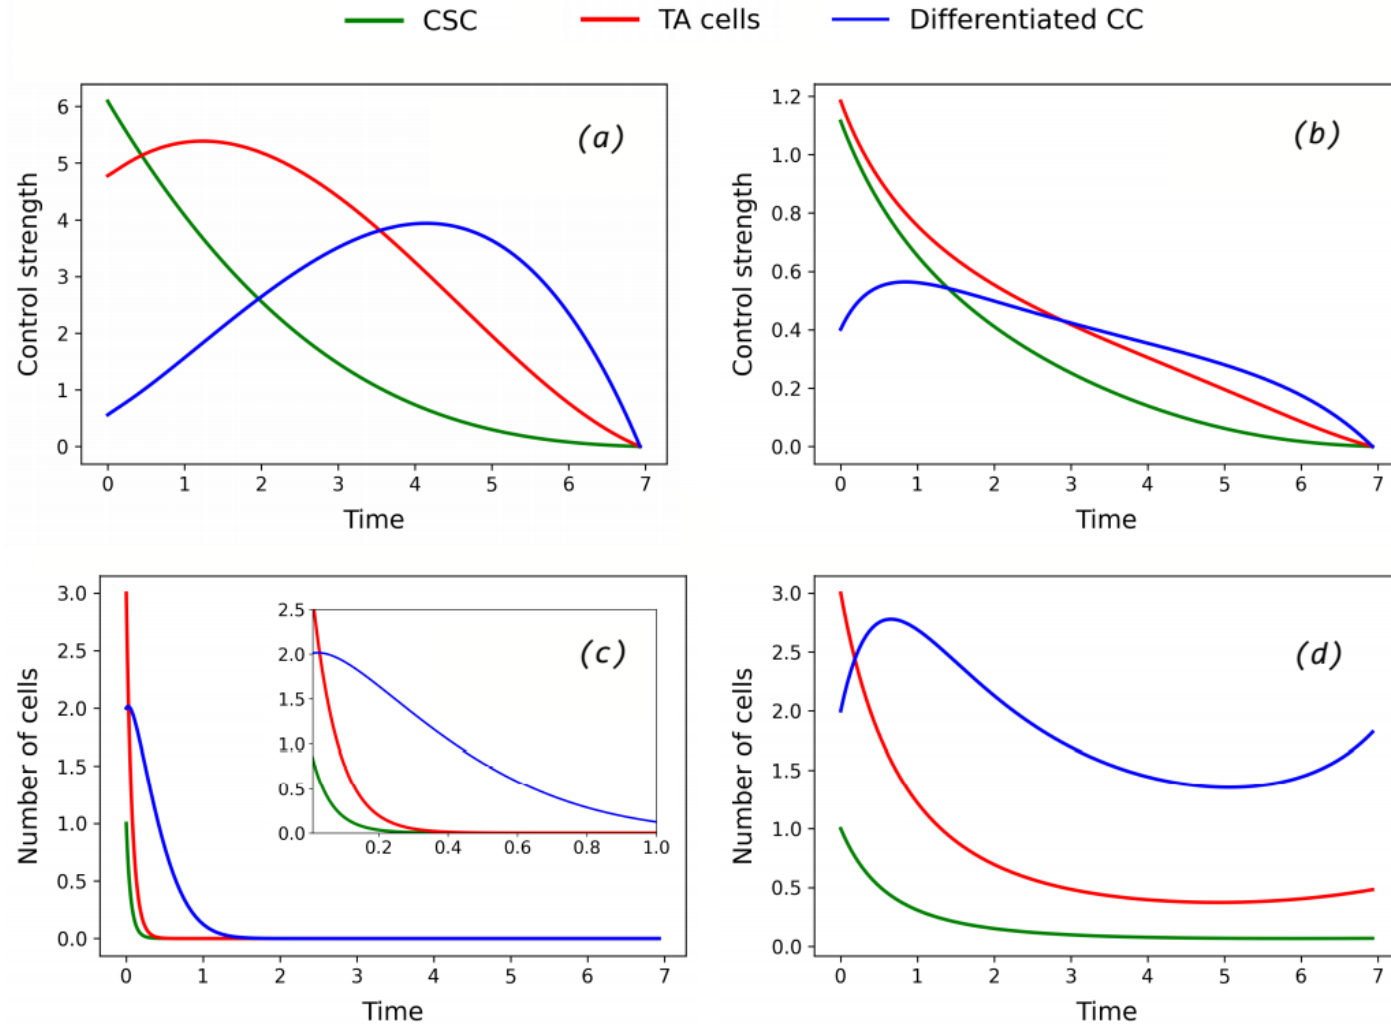 CSC TA cells Differentiated CC
(a)
Control strength
6
5
4
3
2
1
0
0 1 2 3 4 5 6 7
Time
(b)
Control strength
1.2
1.0
0.8
0.6
0.4
0.2
0.0
0 1 2 3 4 5 6 7
Time
(c)
Number of cells
3.0
2.5
2.0
1.5
1.0
0.5
0.0
0 1 2 3 4 5 6 7
Time
2.5
2.0
1.5
1.0
0.5
0.0
0.2 0.4 0.6 0.8 1.0
(d)
Number of cells
3.0
2.5
2.0
1.5
1.0
0.5
0.0
0 1 2 3 4 5 6 7
Time